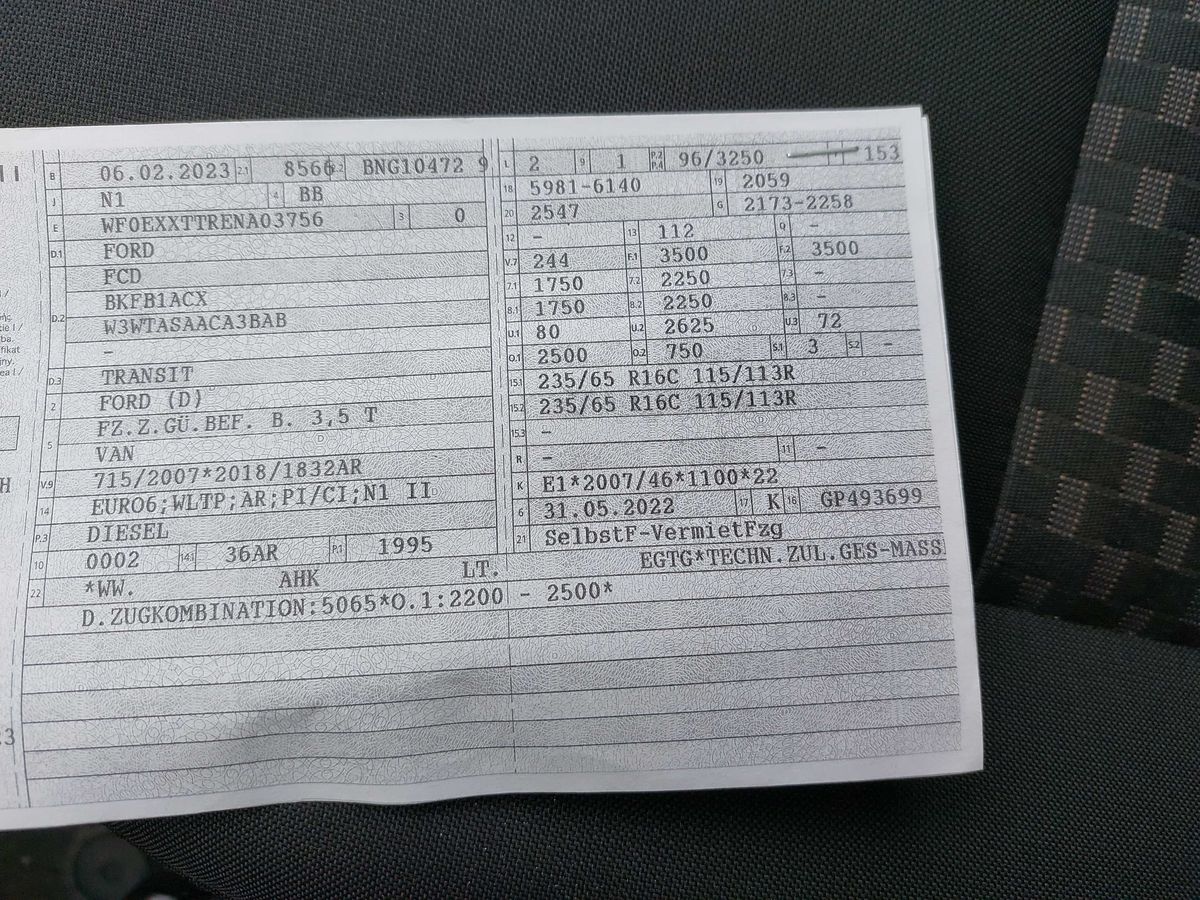 B 06.02.2023 2.1 8566 2.2 BNG10472 9
J N1 4 BB
E WF0EXXTTRENA03756 3 0
D.1 FORD
FCD
D.2 BKFB1ACX
W3WTASAACA3BAB
–
D.3 TRANSIT
2 FORD (D)
5 FZ.Z.GÜ.BEF. B. 3,5 T
VAN
V.9 715/2007*2018/1832AR
14 EURO6;WLTP;AR;PI/CI;N1 II
P.3 DIESEL
10 0002 14.1 36AR P.1 1995
L 2 9 1 P.2 P.4 96/3250 153
18 5981-6140 19 2059
20 2547 G 2173-2258
12 – 13 112 Q –
V.7 244 F.1 3500 F.2 3500
7.1 1750 7.2 2250 7.3 –
8.1 1750 8.2 2250 8.3 –
U.1 80 U.2 2625 U.3 72
O.1 2500 O.2 750 S.1 3 S.2 –
15.1 235/65 R16C 115/113R
15.2 235/65 R16C 115/113R
15.3 –
R – 11 –
K E1*2007/46*1100*22
6 31.05.2022 17 K 16 GP493699
21 SelbstF-VermietFzg
22 *WW. AHK LT. EGTG*TECHN.ZUL.GES-MASS
D.ZUGKOMBINATION:5065*O.1:2200 - 2500*